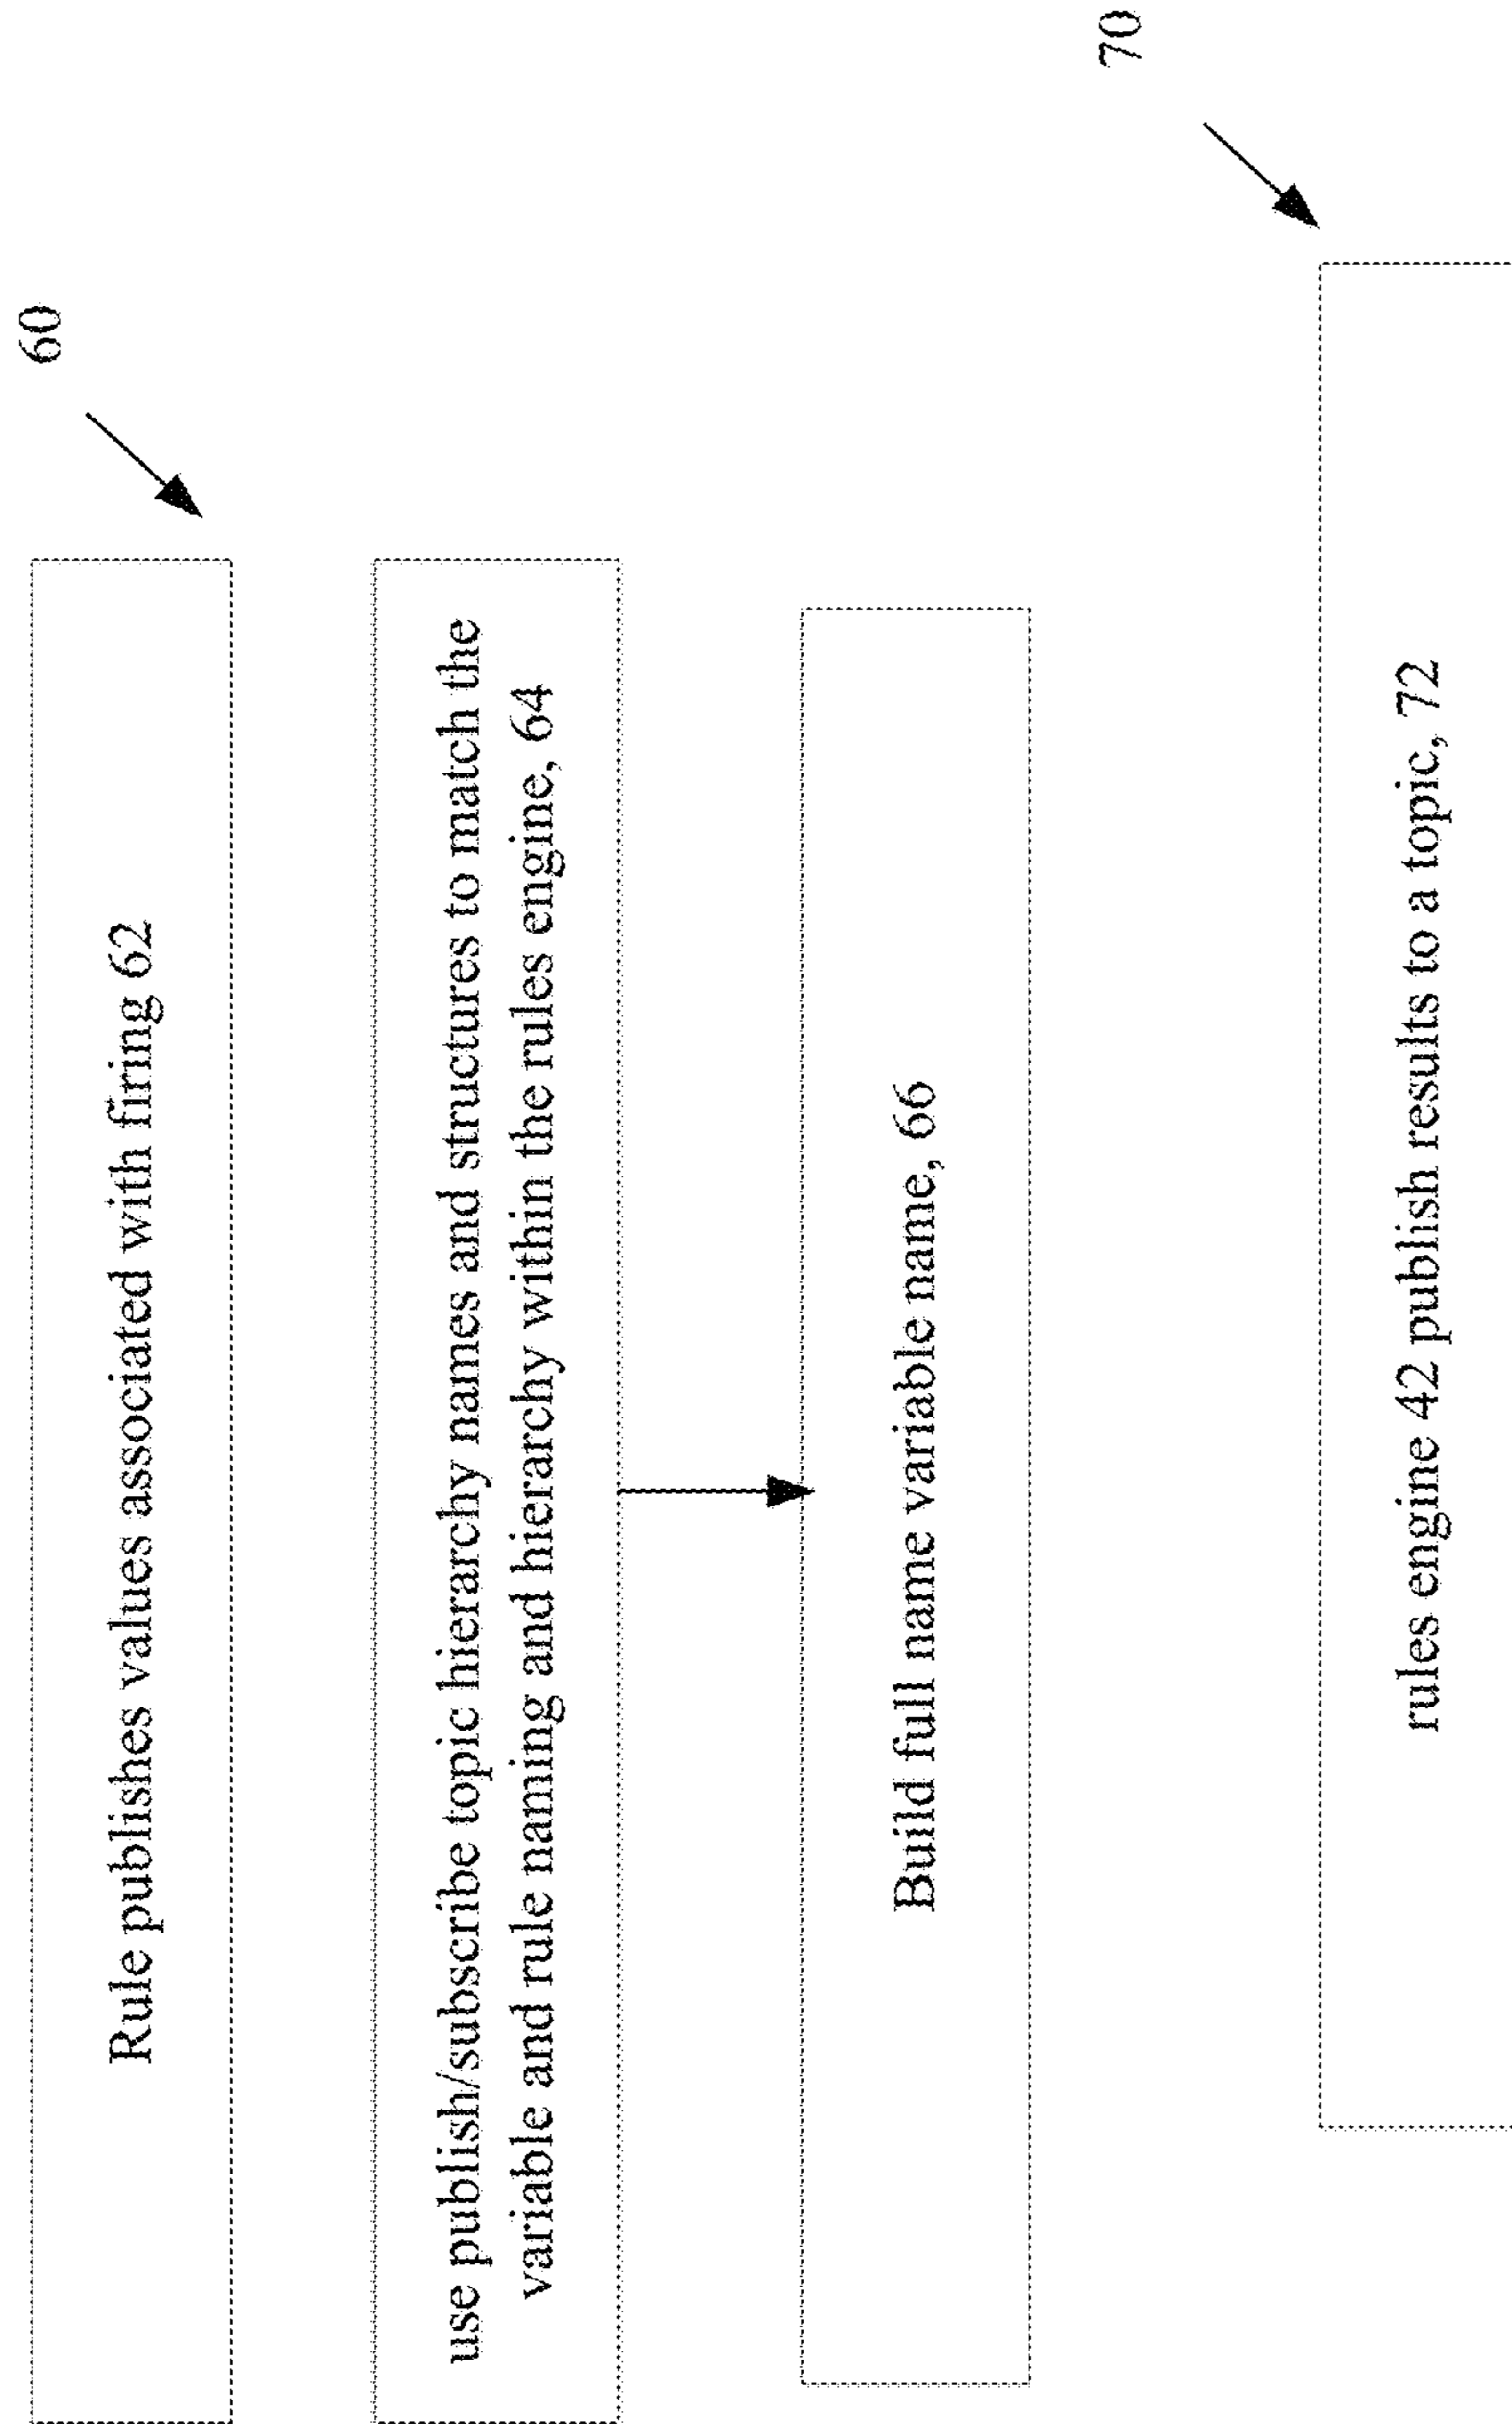 60
Rule publishes values associated with firing 62
use publish/subscribe topic hierarchy names and structures to match the
variable and rule naming and hierarchy within the rules engine, 64
Build full name variable name, 66
70
rules engine 42 publish results to a topic, 72